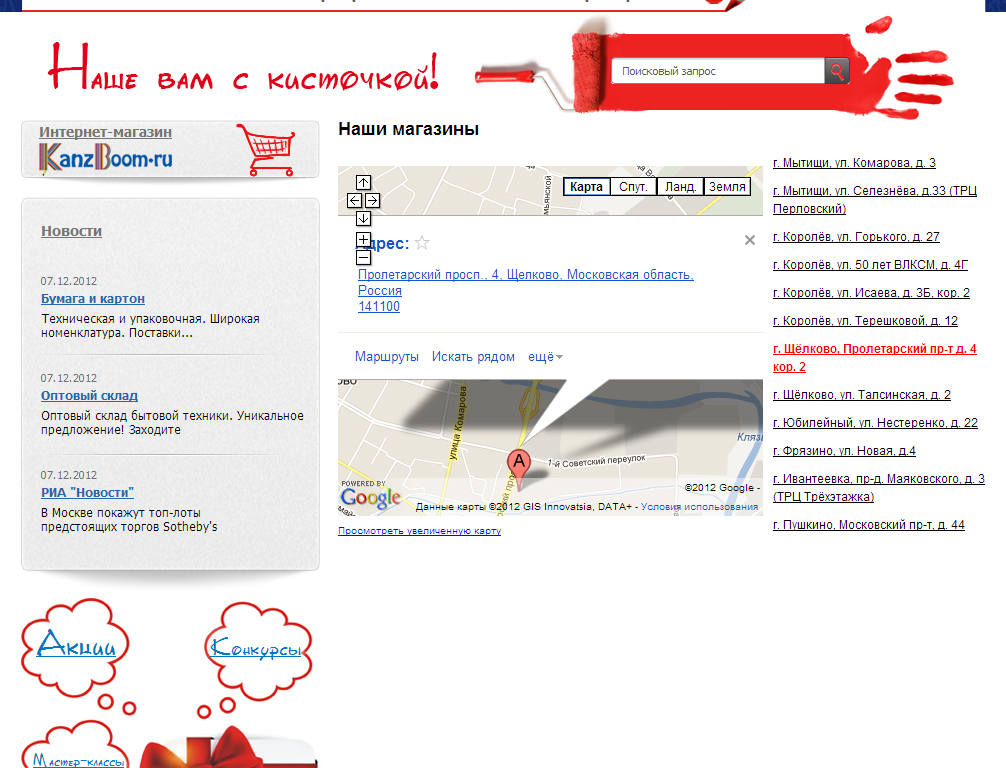 Наше вам с кисточкой!
Поисковый запрос
Интернет-магазин
KanzBoom.ru
Новости
07.12.2012
Бумага и картон
Техническая и упаковочная. Широкая
номенклатура. Поставки...
07.12.2012
Оптовый склад
Оптовый склад бытовой техники. Уникальное
предложение! Заходите
07.12.2012
РИА "Новости"
В Москве покажут топ-лоты
предстоящих торгов Sotheby's
Акции
Конкурсы
Мастер-классы
Наши магазины
Карта
Спут.
Ланд.
Земля
Адрес:
Пролетарский просп., 4, Щелково, Московская область,
Россия
141100
Маршруты Искать рядом ещё
ул. Комарова
1-й Советский переулок
POWERED BY
Google
©2012 Google -
Данные карты ©2012 GIS Innovatsia, DATA+ - Условия использования
Просмотреть увеличенную карту
A
г. Мытищи, ул. Комарова, д. 3
г. Мытищи, ул. Селезнёва, д.33 (ТРЦ
Перловский)
г. Королёв, ул. Горького, д. 27
г. Королёв, ул. 50 лет ВЛКСМ, д. 4Г
г. Королёв, ул. Исаева, д. 3Б, кор. 2
г. Королёв, ул. Терешковой, д. 12
г. Щёлково, Пролетарский пр-т д. 4
кор. 2
г. Щёлково, ул. Талсинская, д. 2
г. Юбилейный, ул. Нестеренко, д. 22
г. Фрязино, ул. Новая, д.4
г. Ивантеевка, пр-д. Маяковского, д. 3
(ТРЦ Трёхэтажка)
г. Пушкино, Московский пр-т, д. 44